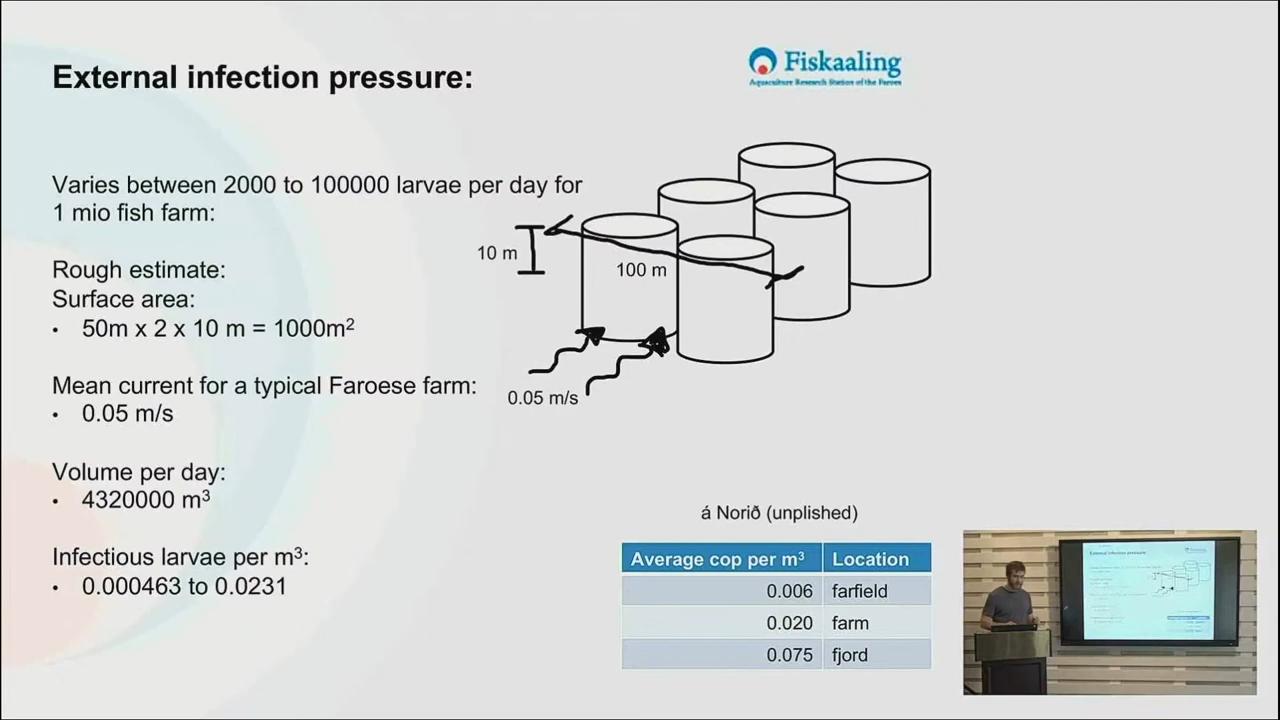 External infection pressure:
Fiskaaling
Aquaculture Research Station of the Faroes
Varies between 2000 to 100000 larvae per day for
1 mio fish farm:
10 m
100 m
Rough estimate:
Surface area:
• 50m x 2 x 10 m = 1000m²
Mean current for a typical Faroese farm:
• 0.05 m/s
0.05 m/s
Volume per day:
• 4320000 m³
Infectious larvae per m³:
• 0.000463 to 0.0231
á Norið (unplished)
Average cop per m³ Location
0.006 farfield
0.020 farm
0.075 fjord
External infection pressure: